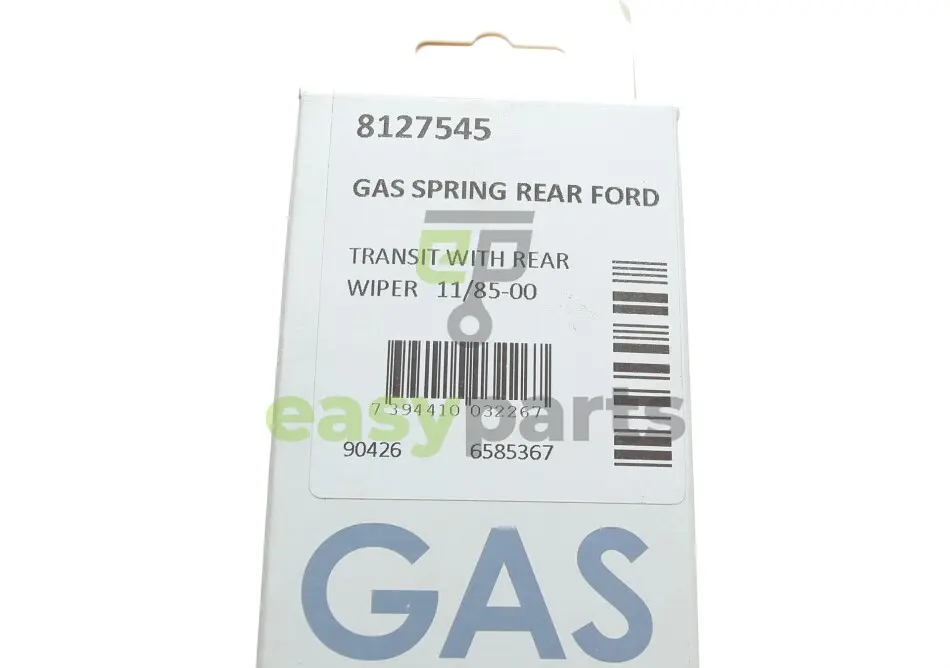 8127545
GAS SPRING REAR FORD
TRANSIT WITH REAR
WIPER 11/85-00
7 394410 032267
easyparts
90426 6585367
GAS